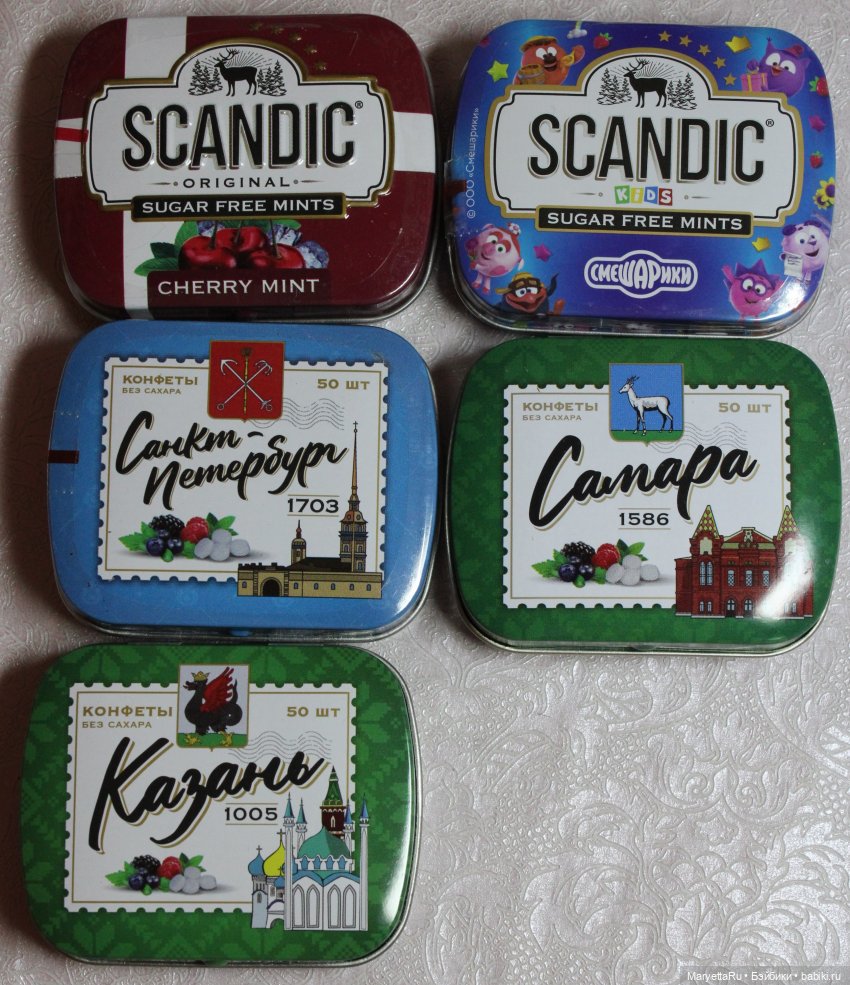 SCANDIC®
ORIGINAL
SUGAR FREE MINTS
CHERRY MINT
© ООО «Смешарики»
SCANDIC®
KiDS
SUGAR FREE MINTS
СМЕШАРИКИ
КОНФЕТЫ 50 ШТ
БЕЗ САХАРА
Санкт-
Петербург
1703
КОНФЕТЫ 50 ШТ
БЕЗ САХАРА
Самара
1586
КОНФЕТЫ 50 ШТ
БЕЗ САХАРА
Казань
1005
MaryettaRu • Бэйбики • babiki.ru